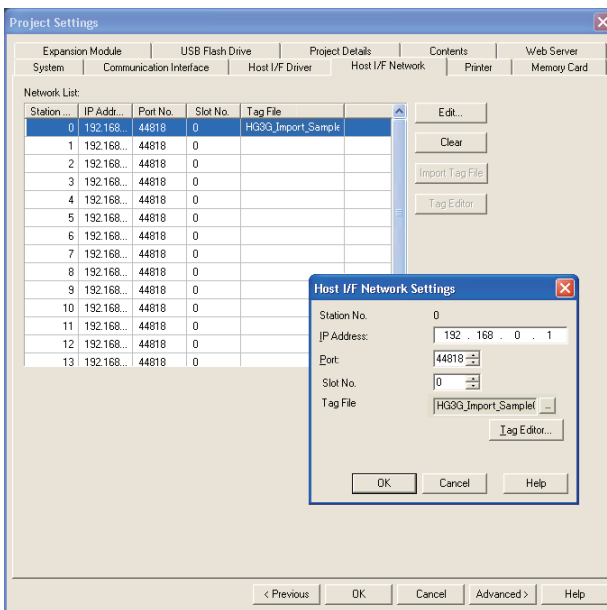 Project Settings
Expansion Module USB Flash Drive Project Details Contents Web Server
System Communication Interface Host I/F Driver Host I/F Network Printer Memory Card
Network List:
Station ... IP Addr... Port No. Slot No. Tag File
0 192.168... 44818 0 HG3G_Import_Sample
1 192.168... 44818 0
2 192.168... 44818 0
3 192.168... 44818 0
4 192.168... 44818 0
5 192.168... 44818 0
6 192.168... 44818 0
7 192.168... 44818 0
8 192.168... 44818 0
9 192.168... 44818 0
10 192.168... 44818 0
11 192.168... 44818 0
12 192.168... 44818 0
13 192.168... 44818 0
Edit...
Clear
Import Tag File
Tag Editor
Host I/F Network Settings
Station No. 0
IP Address: 192 . 168 . 0 . 1
Port: 44818
Slot No. 0
Tag File HG3G_Import_Sample( ...
Tag Editor...
OK Cancel Help
< Previous OK Cancel Advanced > Help